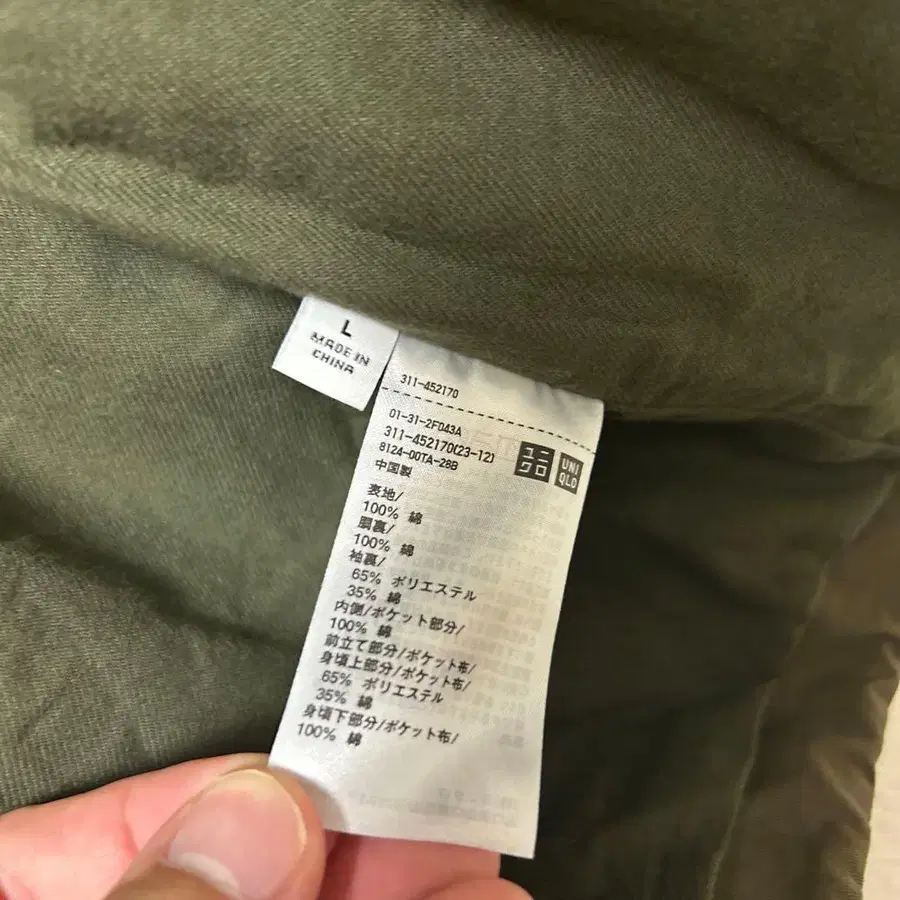 L
MADE IN
CHINA
311-452170
01-31-2F043A
311-452170(23-12)
8124-00TA-28B
中国製
ユニ
クロ
UNI
QLO
表地/
100% 綿
胴裏/
100% 綿
袖裏/
65% ポリエステル
35% 綿
内側/ポケット部分/
100% 綿
前立て部分/ポケット布/
身頃上部分/ポケット布/
65% ポリエステル
35% 綿
身頃下部分/ポケット布/
100% 綿